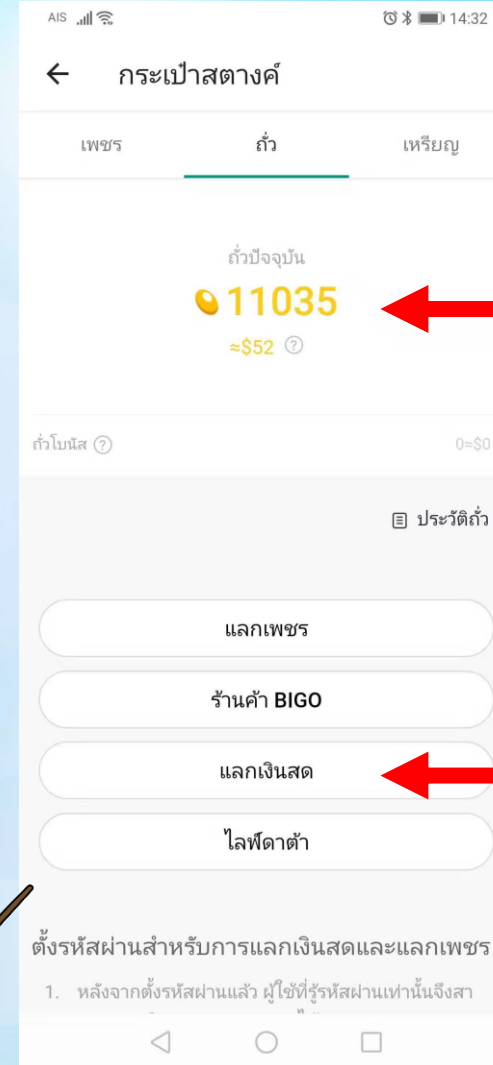 AIS 14:32
กระเป๋าสตางค์
เพชร ถั่ว เหรียญ
ถั่วปัจจุบัน
11035
≈$52 ?
ถั่วโบนัส ? 0≈$0
ประวัติถั่ว
แลกเพชร
ร้านค้า BIGO
แลกเงินสด
ไลฟ์ดาต้า
ตั้งรหัสผ่านสำหรับการแลกเงินสดและแลกเพชร
1. หลังจากตั้งรหัสผ่านแล้ว ผู้ใช้ที่รู้รหัสผ่านเท่านั้นจึงสา